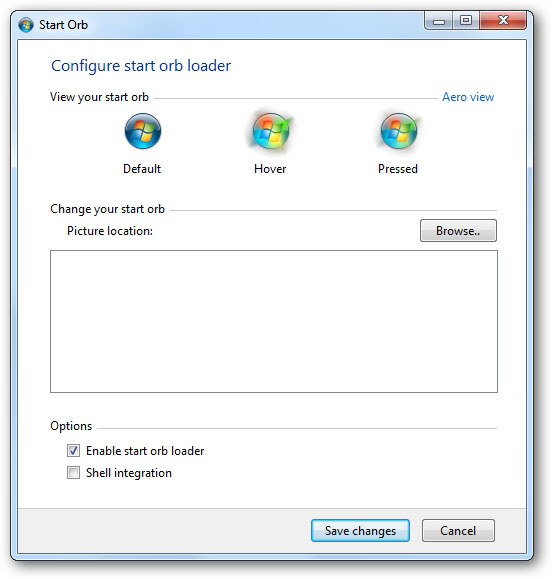 Start Orb
Configure start orb loader
View your start orb Aero view
Default Hover Pressed
Change your start orb
Picture location: Browse..
Options
Enable start orb loader
Shell integration
Save changes Cancel